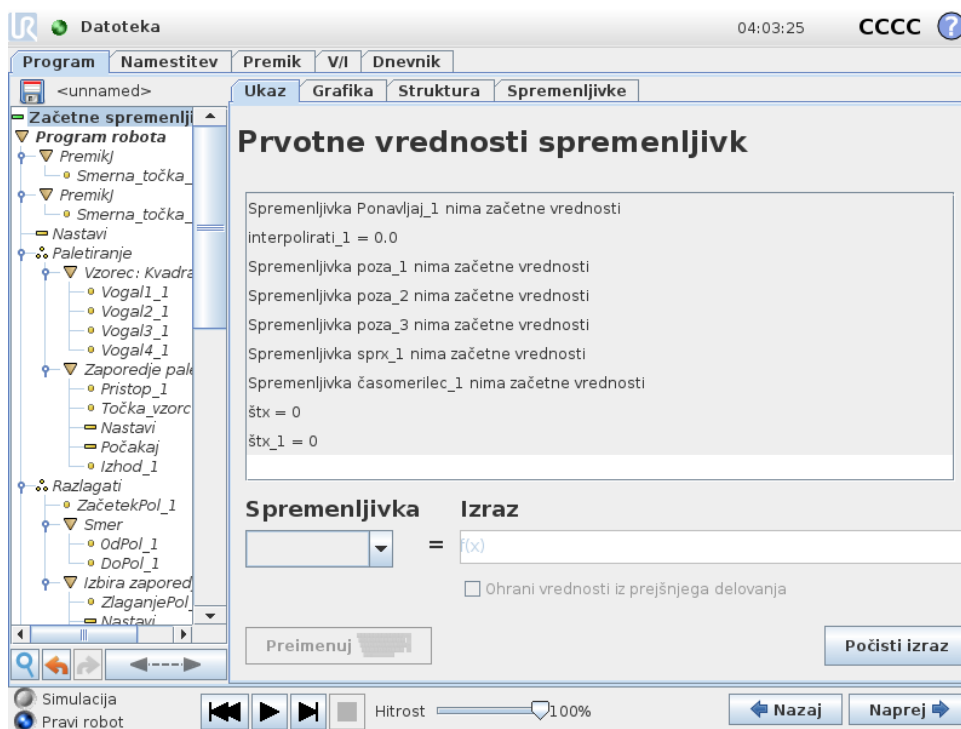 UR Datoteka 04:03:25 CCCC ?
Program Namestitev Premik V/I Dnevnik
<unnamed>
Ukaz Grafika Struktura Spremenljivke
Začetne spremenlji
Program robota
PremikJ
Smerna_točka_
PremikJ
Smerna_točka_
Nastavi
Paletiranje
Vzorec: Kvadra
Vogal1_1
Vogal2_1
Vogal3_1
Vogal4_1
Zaporedje pale
Pristop_1
Točka_vzorc
Nastavi
Počakaj
Izhod_1
Razlagati
ZačetekPol_1
Smer
OdPol_1
DoPol_1
Izbira zapored
ZlaganjePol_
Nastavi
Prvotne vrednosti spremenljivk
Spremenljivka Ponavljaj_1 nima začetne vrednosti
interpolirati_1 = 0.0
Spremenljivka poza_1 nima začetne vrednosti
Spremenljivka poza_2 nima začetne vrednosti
Spremenljivka poza_3 nima začetne vrednosti
Spremenljivka sprx_1 nima začetne vrednosti
Spremenljivka časomerilec_1 nima začetne vrednosti
štx = 0
štx_1 = 0
Spremenljivka Izraz
= f(x)
Ohrani vrednosti iz prejšnjega delovanja
Preimenuj
Počisti izraz
Simulacija
Pravi robot
Hitrost 100%
Nazaj Naprej